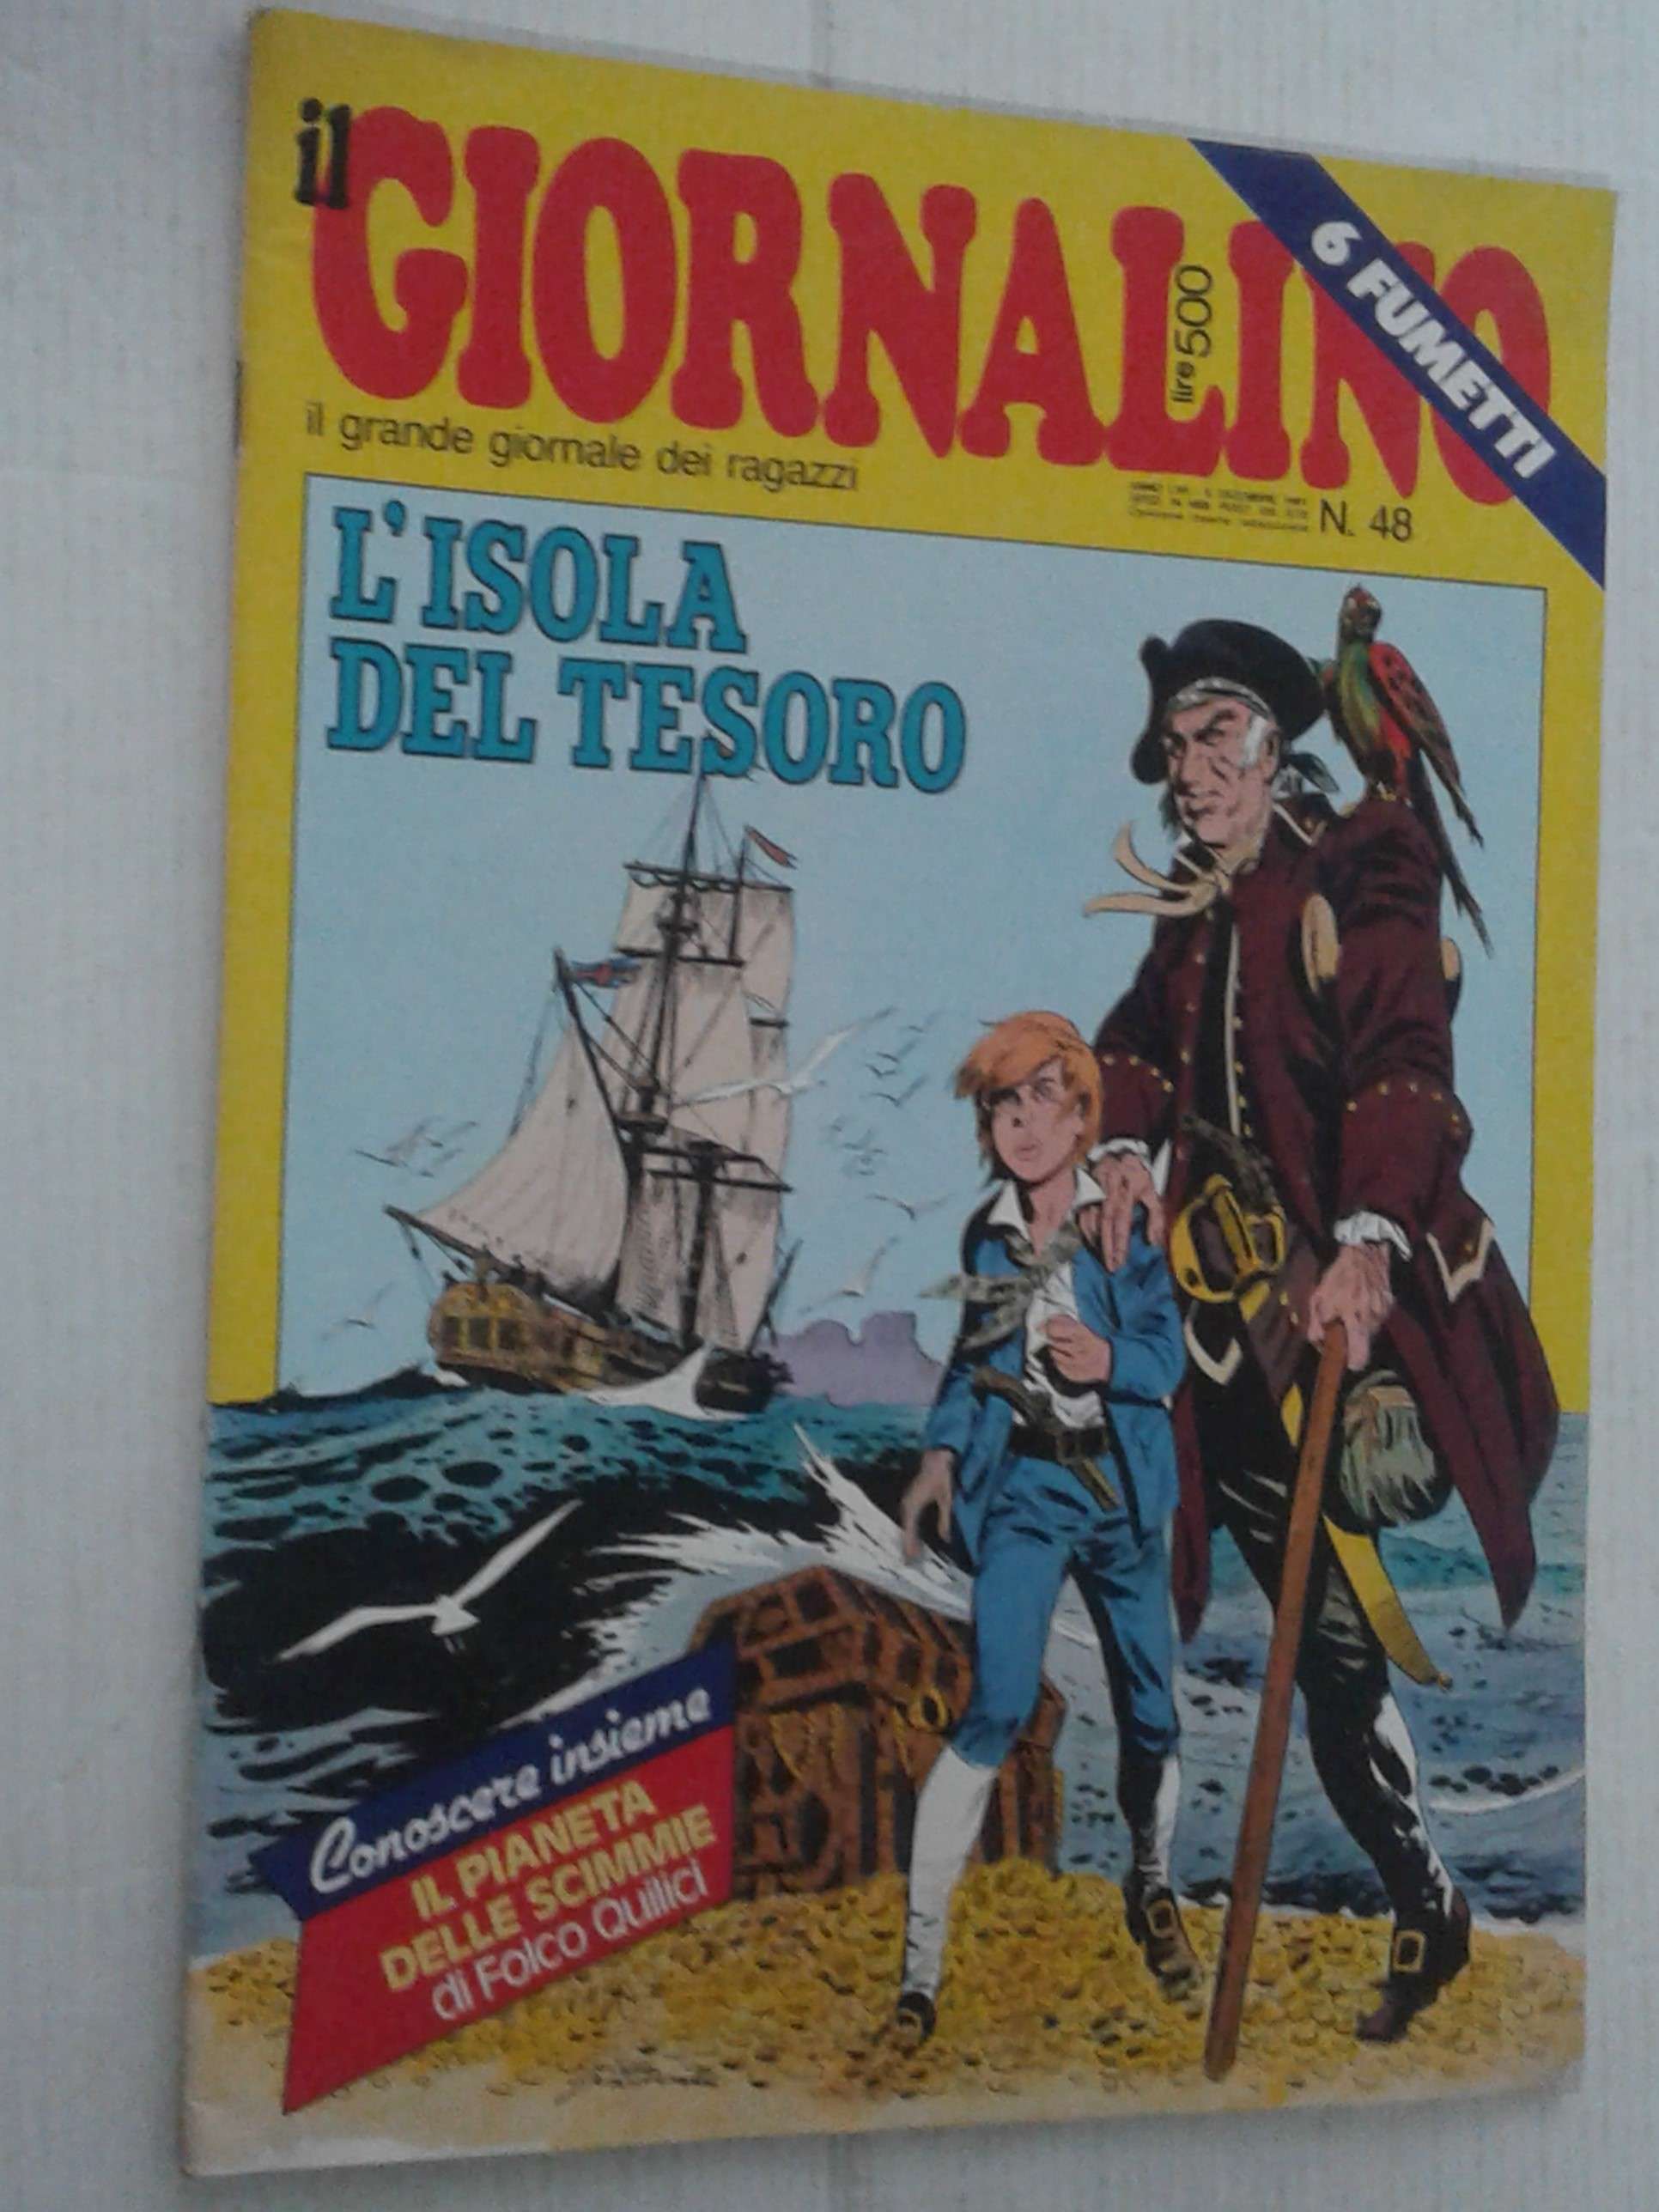 il GIORNALINO
6 FUMETTI
lire 500
il grande giornale dei ragazzi
N. 48
L'ISOLA
DEL TESORO
Conoscere insieme
IL PIANETA
DELLE SCIMMIE
di Folco Quilici